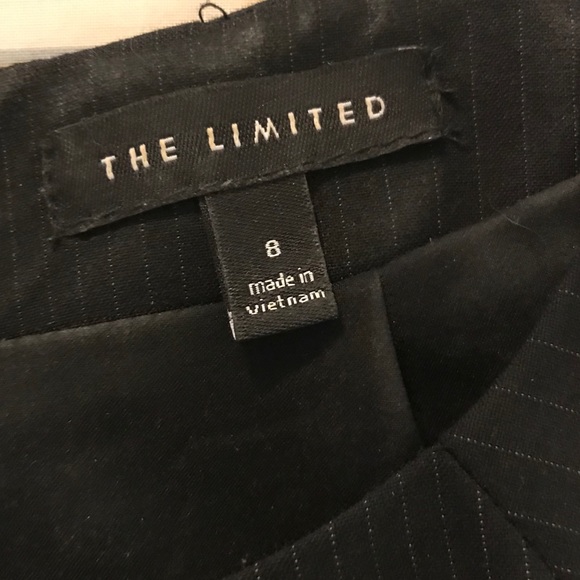 THE LIMITED
8
made in
vietnam